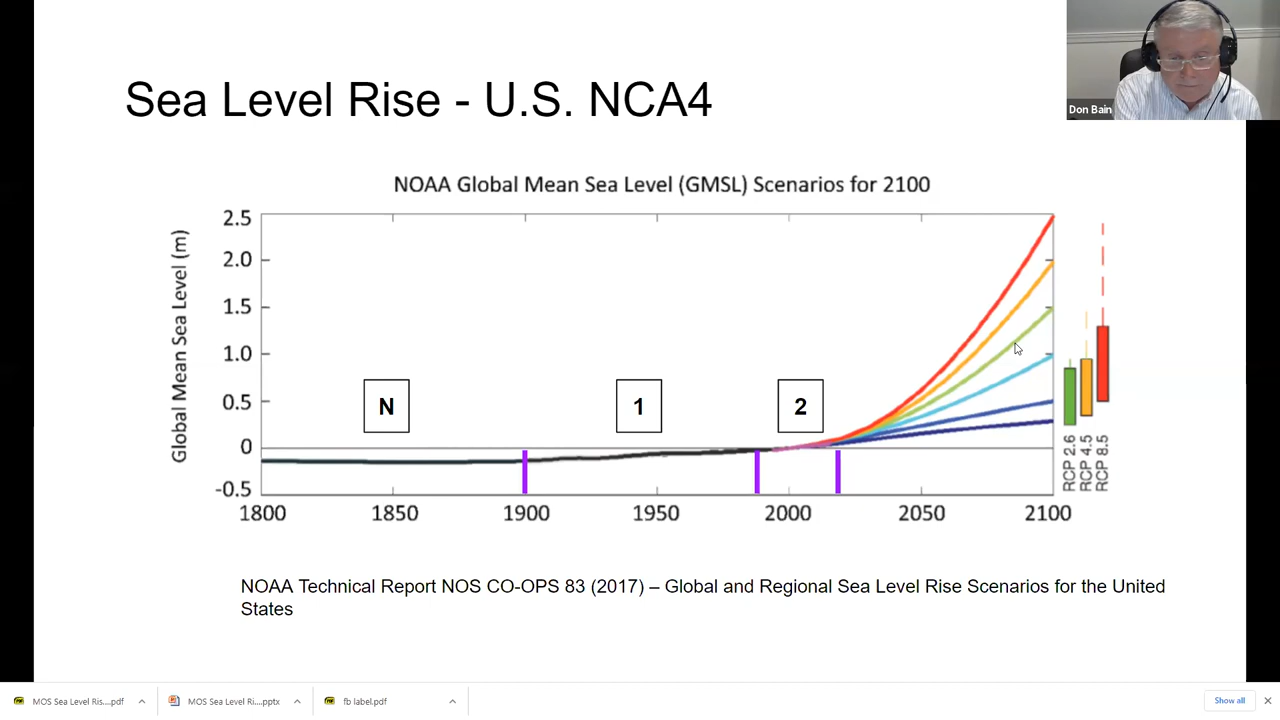 Don Bain
Sea Level Rise - U.S. NCA4
NOAA Global Mean Sea Level (GMSL) Scenarios for 2100
Global Mean Sea Level (m)
2.5
2.0
1.5
1.0
0.5
0
-0.5
N
1
2
1800
1850
1900
1950
2000
2050
2100
RCP 2.6
RCP 4.5
RCP 8.5
NOAA Technical Report NOS CO-OPS 83 (2017) – Global and Regional Sea Level Rise Scenarios for the United
States
MOS Sea Level Ris....pdf
MOS Sea Level Ri....pptx
fb label.pdf
Show all